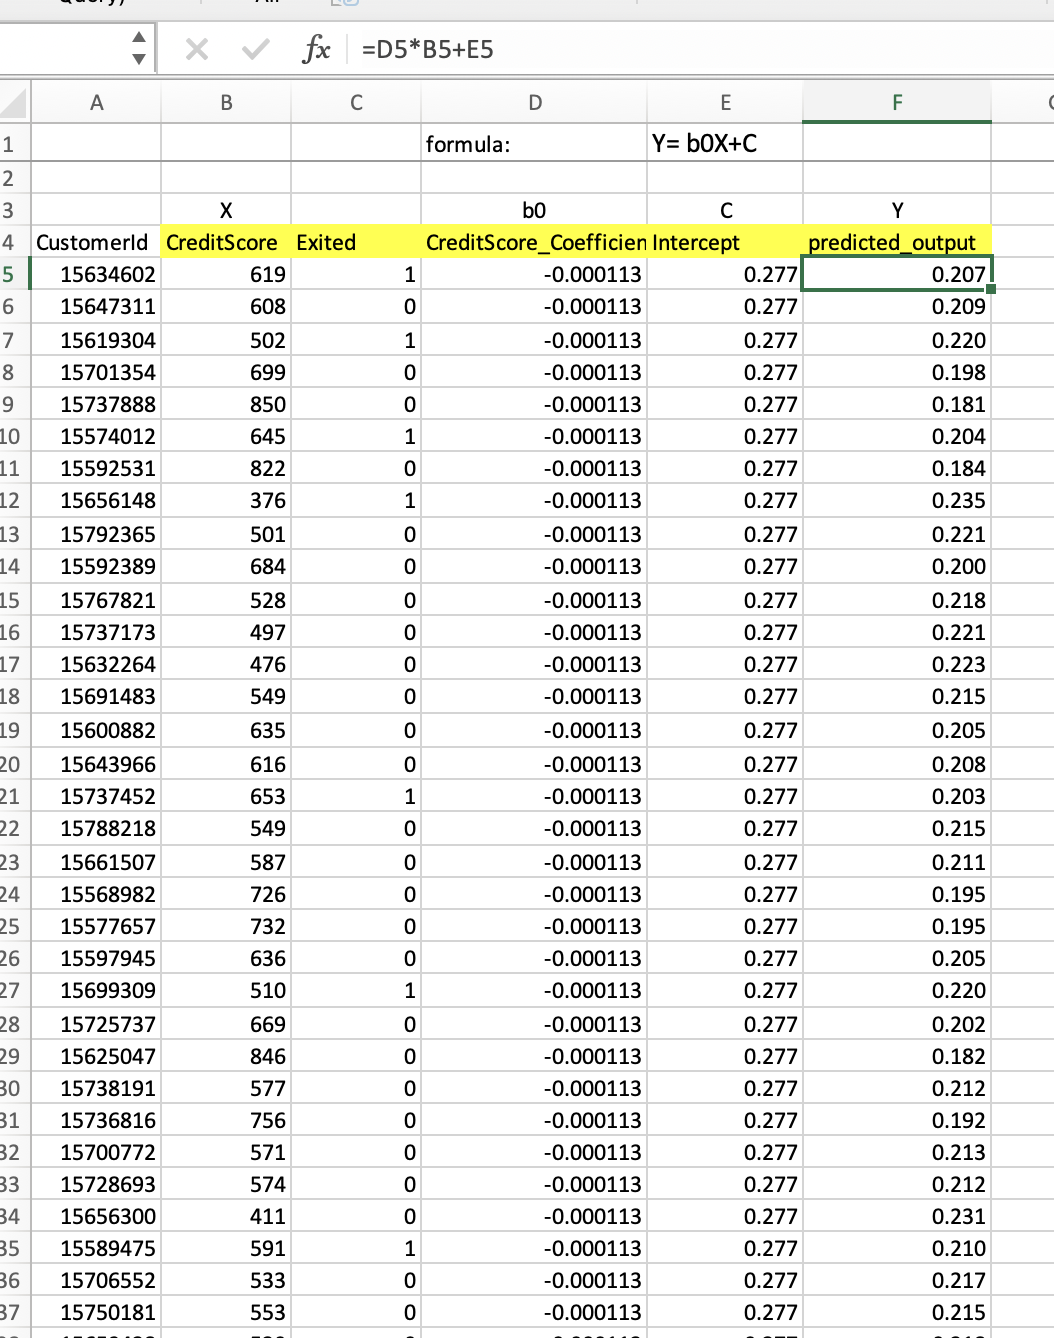 fx =D5*B5+E5
A B C D E F
1 formula: Y= b0X+C
2
3 X b0 C Y
4 CustomerId CreditScore Exited CreditScore_Coefficien Intercept predicted_output
5 15634602 619 1 -0.000113 0.277 0.207
6 15647311 608 0 -0.000113 0.277 0.209
7 15619304 502 1 -0.000113 0.277 0.220
8 15701354 699 0 -0.000113 0.277 0.198
9 15737888 850 0 -0.000113 0.277 0.181
10 15574012 645 1 -0.000113 0.277 0.204
11 15592531 822 0 -0.000113 0.277 0.184
12 15656148 376 1 -0.000113 0.277 0.235
13 15792365 501 0 -0.000113 0.277 0.221
14 15592389 684 0 -0.000113 0.277 0.200
15 15767821 528 0 -0.000113 0.277 0.218
16 15737173 497 0 -0.000113 0.277 0.221
17 15632264 476 0 -0.000113 0.277 0.223
18 15691483 549 0 -0.000113 0.277 0.215
19 15600882 635 0 -0.000113 0.277 0.205
20 15643966 616 0 -0.000113 0.277 0.208
21 15737452 653 1 -0.000113 0.277 0.203
22 15788218 549 0 -0.000113 0.277 0.215
23 15661507 587 0 -0.000113 0.277 0.211
24 15568982 726 0 -0.000113 0.277 0.195
25 15577657 732 0 -0.000113 0.277 0.195
26 15597945 636 0 -0.000113 0.277 0.205
27 15699309 510 1 -0.000113 0.277 0.220
28 15725737 669 0 -0.000113 0.277 0.202
29 15625047 846 0 -0.000113 0.277 0.182
30 15738191 577 0 -0.000113 0.277 0.212
31 15736816 756 0 -0.000113 0.277 0.192
32 15700772 571 0 -0.000113 0.277 0.213
33 15728693 574 0 -0.000113 0.277 0.212
34 15656300 411 0 -0.000113 0.277 0.231
35 15589475 591 1 -0.000113 0.277 0.210
36 15706552 533 0 -0.000113 0.277 0.217
37 15750181 553 0 -0.000113 0.277 0.215